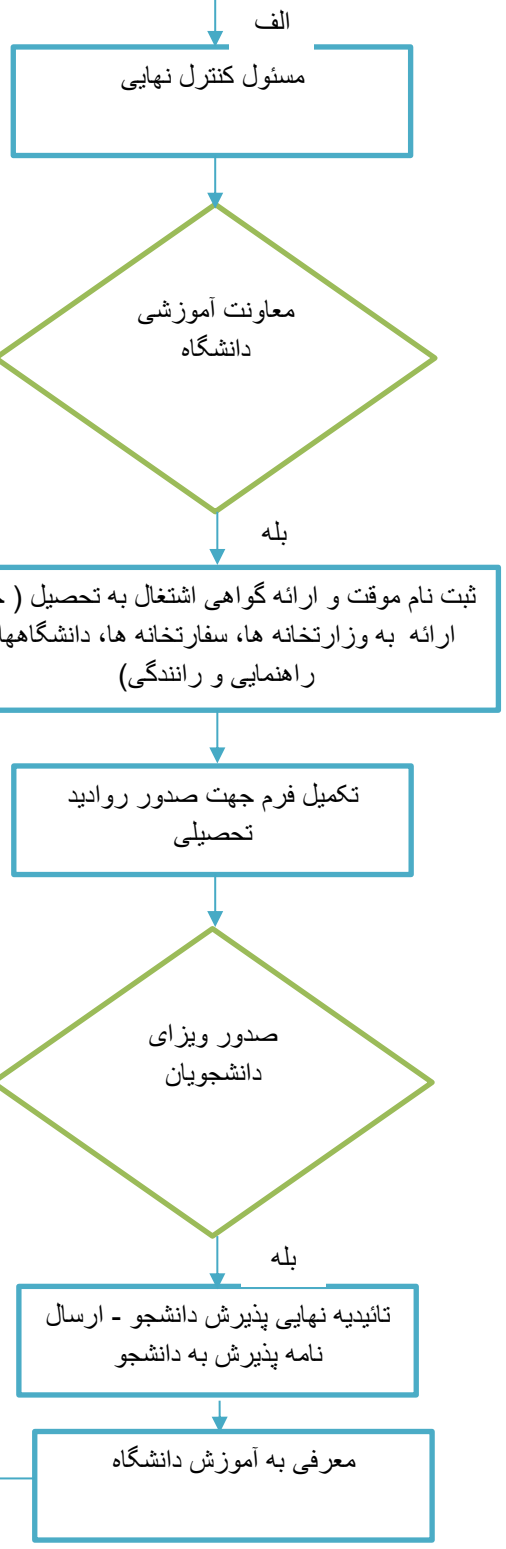 الف
مسئول کنترل نهایی
معاونت آموزشی
دانشگاه
بله
ثبت نام موقت و ارائه گواهی اشتغال به تحصیل (
ارائه به وزارتخانه ها، سفارتخانه ها، دانشگاهها
راهنمایی و رانندگی)
تکمیل فرم جهت صدور روادید
تحصیلی
صدور ویزای
دانشجویان
بله
تائیدیه نهایی پذیرش دانشجو - ارسال
نامه پذیرش به دانشجو
معرفی به آموزش دانشگاه